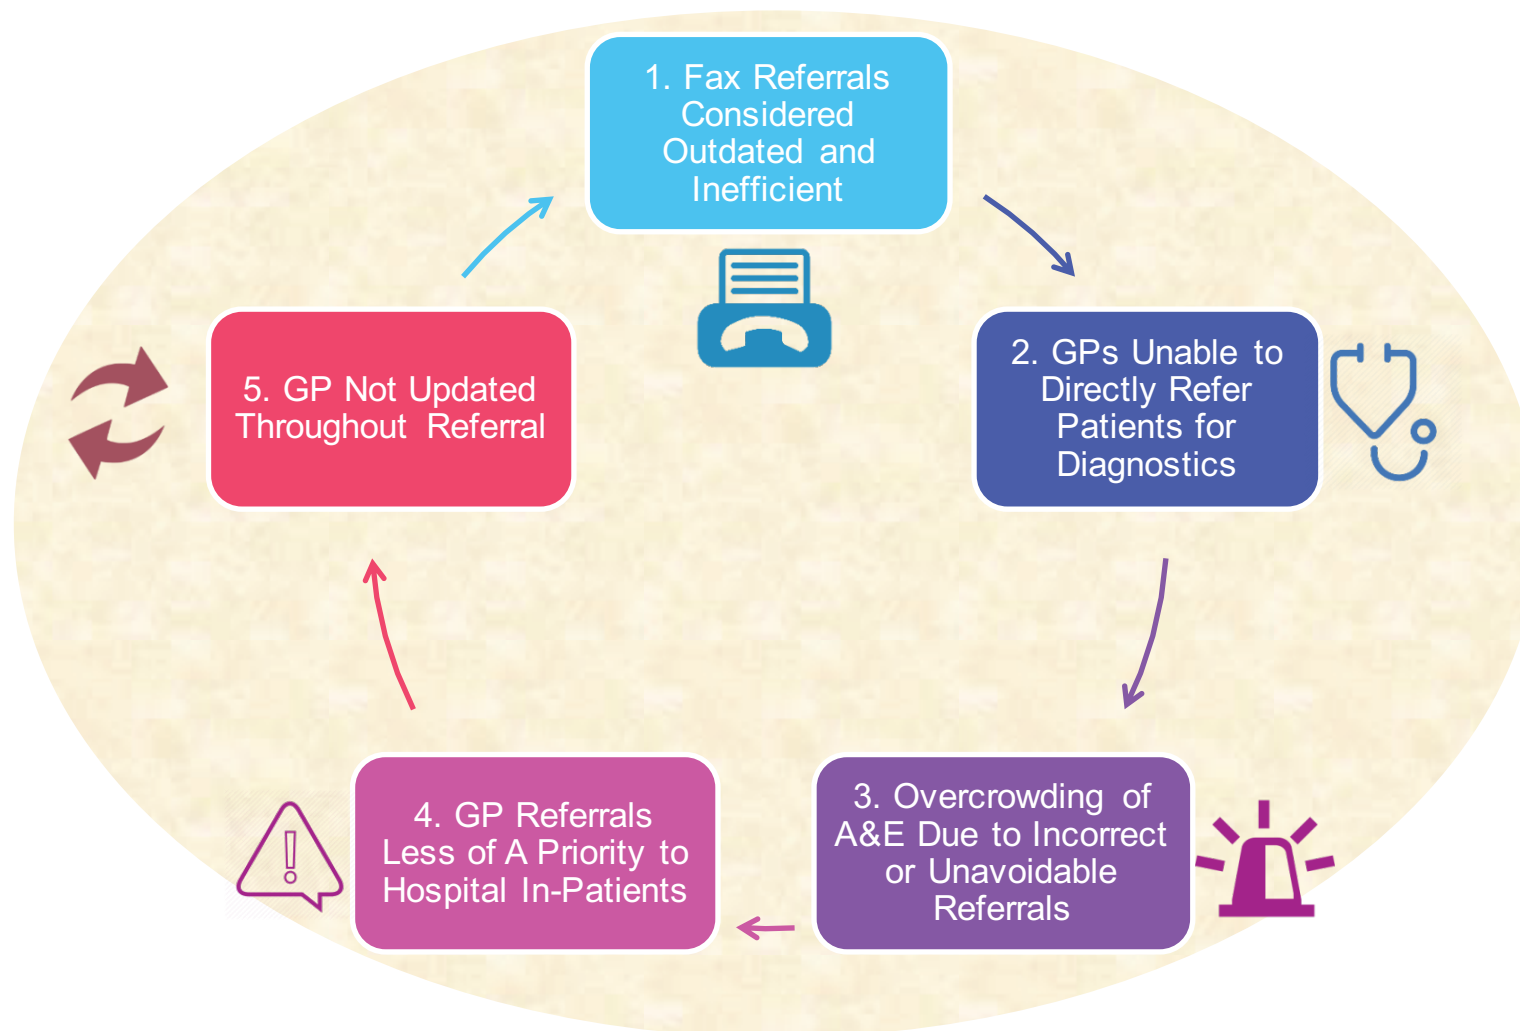 1. Fax Referrals
Considered
Outdated and
Inefficient
2. GPs Unable to
Directly Refer
Patients for
Diagnostics
3. Overcrowding of
A&E Due to Incorrect
or Unavoidable
Referrals
4. GP Referrals
Less of A Priority to
Hospital In-Patients
5. GP Not Updated
Throughout Referral